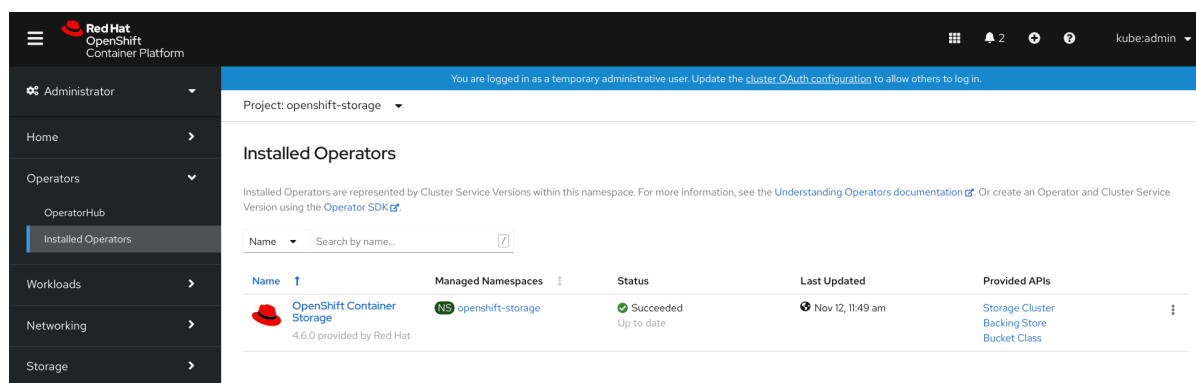 Red Hat
OpenShift
Container Platform
2
kube:admin
You are logged in as a temporary administrative user. Update the cluster OAuth configuration to allow others to log in.
Administrator
Project: openshift-storage
Home
Installed Operators
Operators
Installed Operators are represented by Cluster Service Versions within this namespace. For more information, see the Understanding Operators documentation. Or create an Operator and Cluster Service
Version using the Operator SDK.
OperatorHub
Installed Operators
Name Search by name... /
Workloads
Name Managed Namespaces Status Last Updated Provided APIs
OpenShift Container
Storage
4.6.0 provided by Red Hat
NS openshift-storage
Succeeded
Up to date
Nov 12, 11:49 am
Storage Cluster
Backing Store
Bucket Class
Networking
Storage